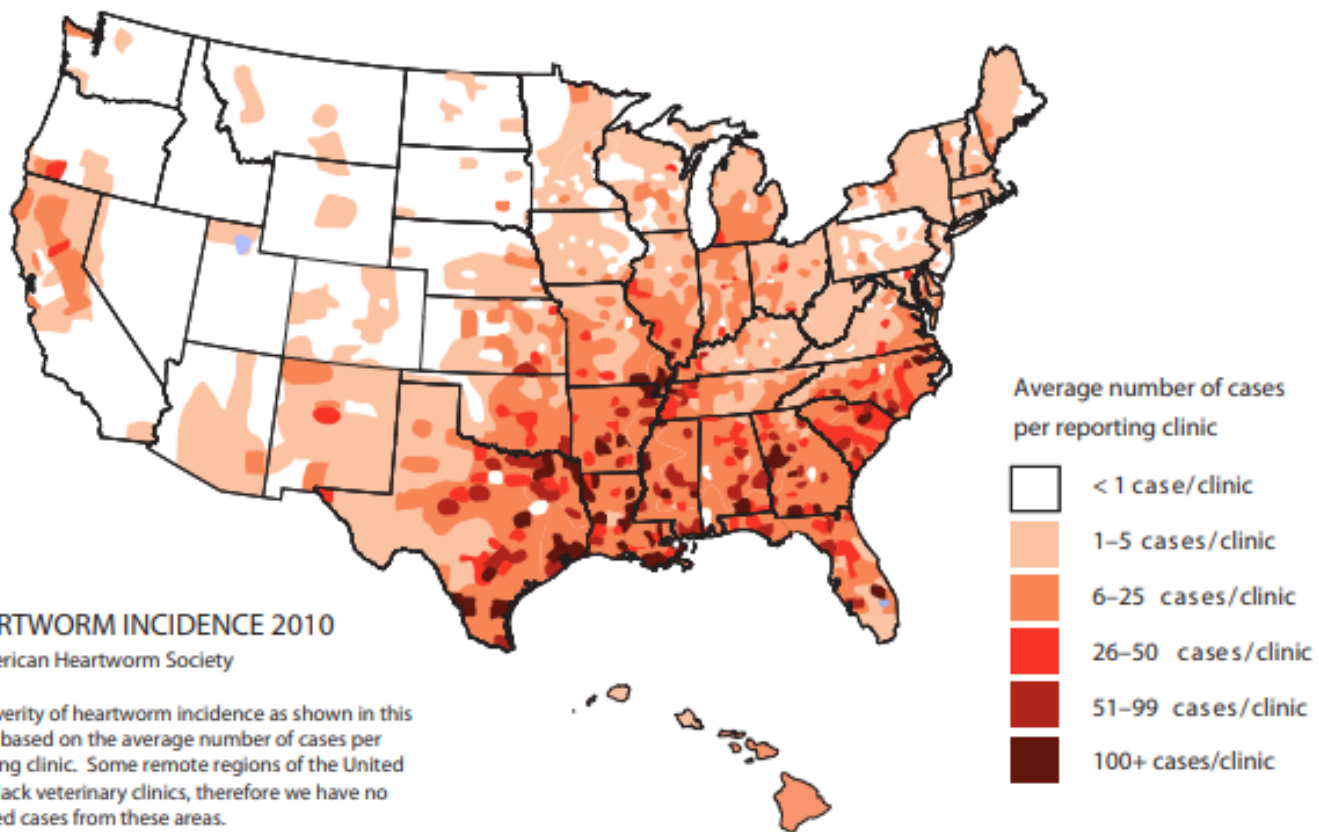 Average number of cases
per reporting clinic
< 1 case/clinic
1–5 cases/clinic
6–25 cases/clinic
26–50 cases/clinic
51–99 cases/clinic
100+ cases/clinic
RTWORM INCIDENCE 2010
erican Heartworm Society
verity of heartworm incidence as shown in this
based on the average number of cases per
ng clinic. Some remote regions of the United
lack veterinary clinics, therefore we have no
ed cases from these areas.